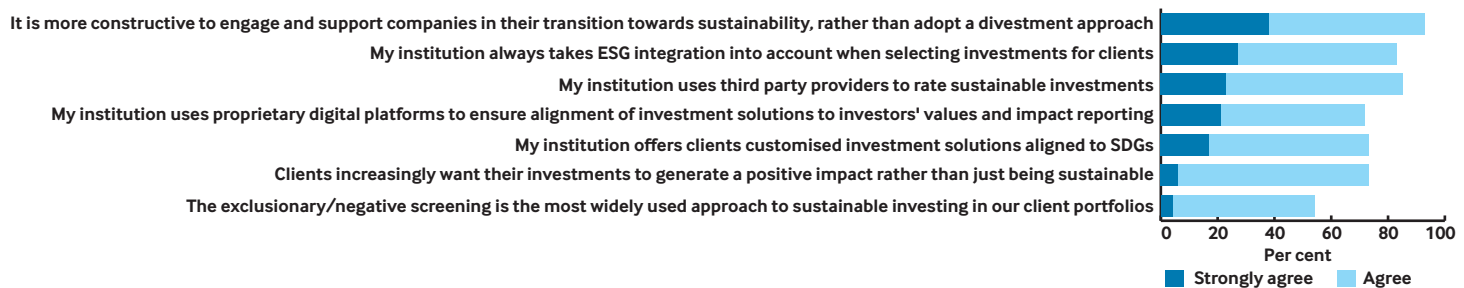 It is more constructive to engage and support companies in their transition towards sustainability, rather than adopt a divestment approach
My institution always takes ESG integration into account when selecting investments for clients
My institution uses third party providers to rate sustainable investments
My institution uses proprietary digital platforms to ensure alignment of investment solutions to investors' values and impact reporting
My institution offers clients customised investment solutions aligned to SDGs
Clients increasingly want their investments to generate a positive impact rather than just being sustainable
The exclusionary/negative screening is the most widely used approach to sustainable investing in our client portfolios
0 20 40 60 80 100
Per cent
Strongly agree Agree